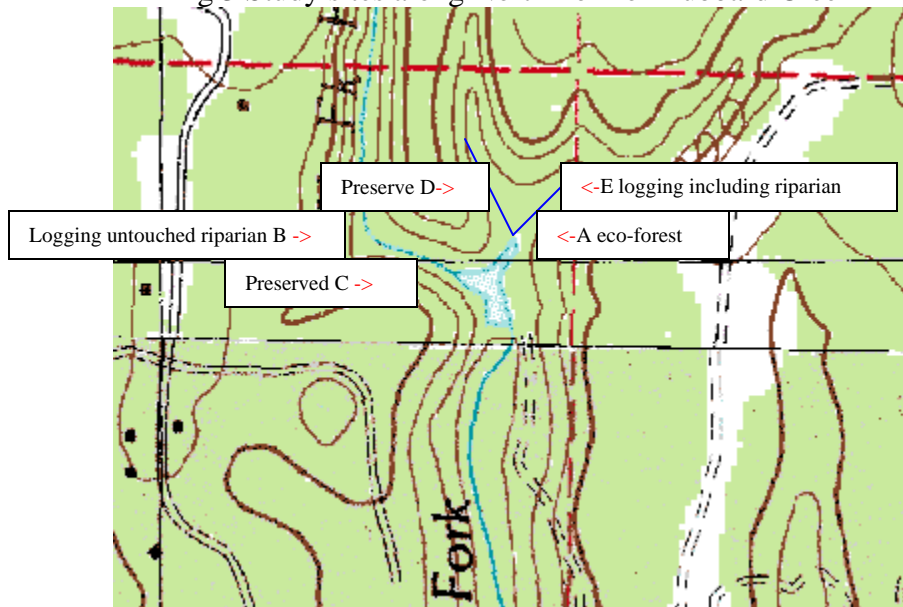 Preserve D->
<-E logging including riparian
Logging untouched riparian B ->
<-A eco-forest
Preserved C ->
Fork